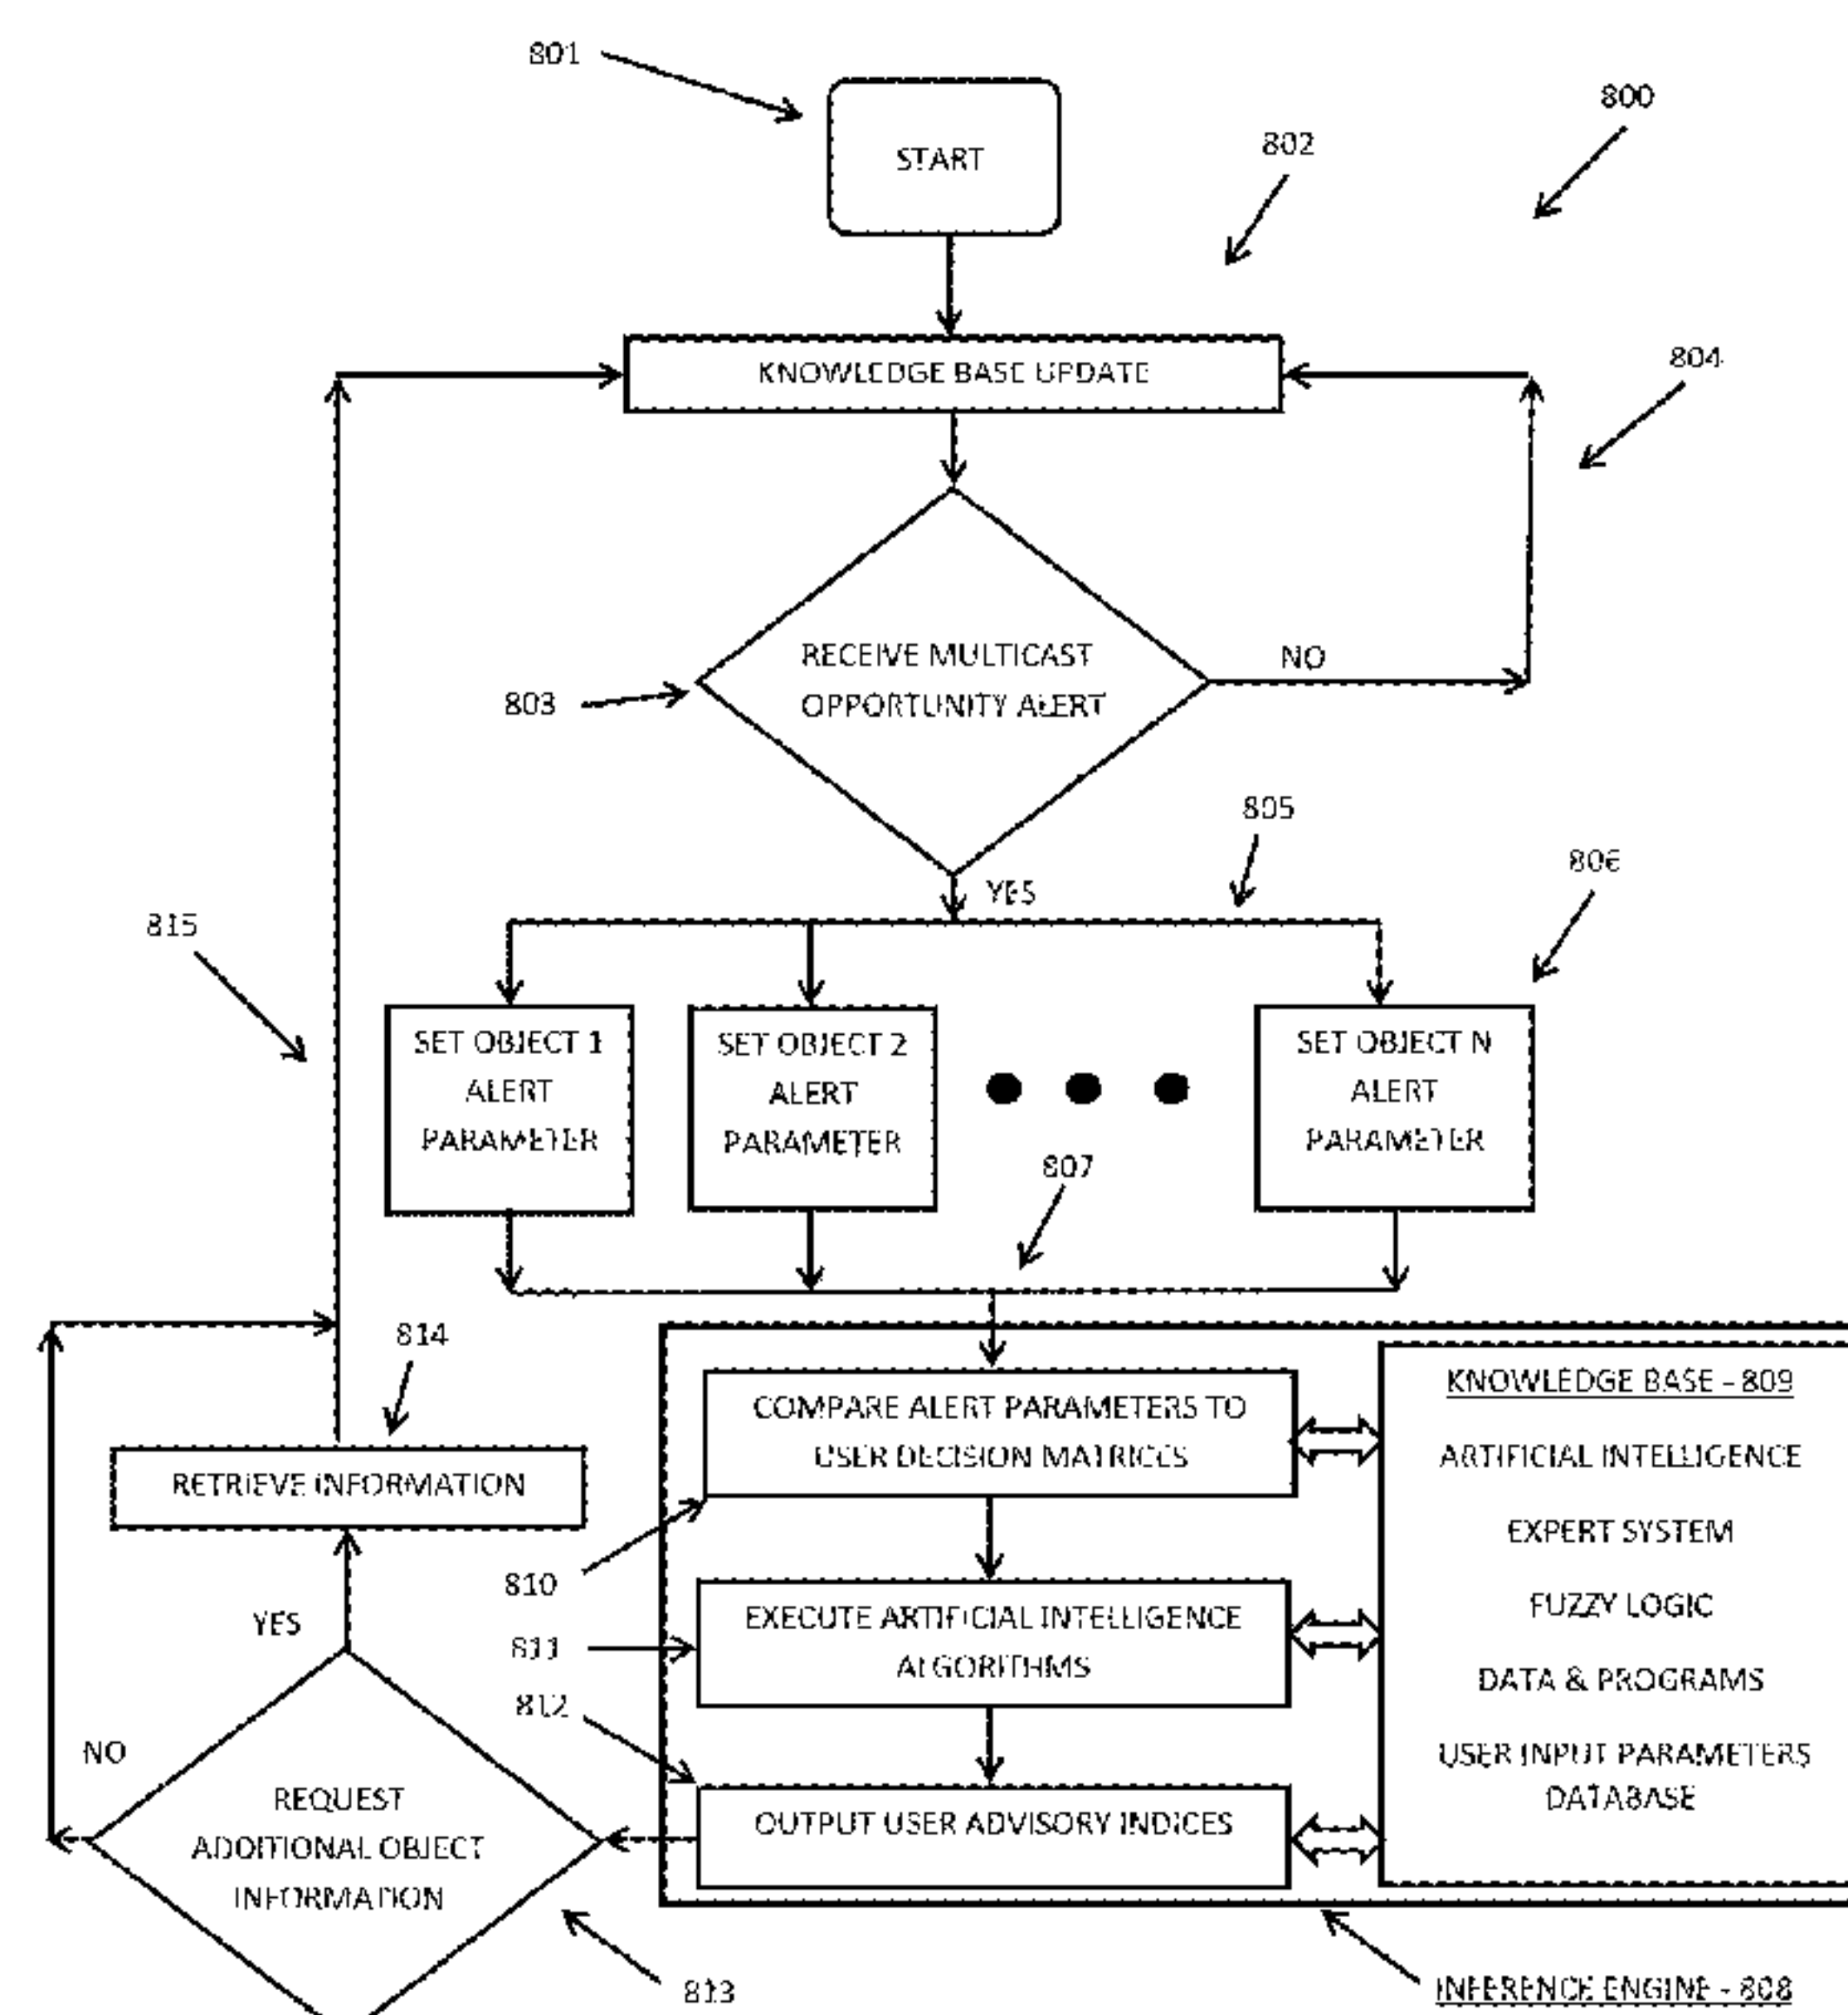 801
800
START
802
KNOWLEDGE BASE UPDATE
804
RECEIVE MULTICAST
OPPORTUNITY ALERT
NO
803
805
YES
806
815
SET OBJECT 1
ALERT
PARAMETER
SET OBJECT 2
ALERT
PARAMETER
SET OBJECT N
ALERT
PARAMETER
807
814
KNOWLEDGE BASE - 809
COMPARE ALERT PARAMETERS TO
USER DECISION MATRICES
ARTIFICIAL INTELLIGENCE
RETRIEVE INFORMATION
EXPERT SYSTEM
810
EXECUTE ARTIFICIAL INTELLIGENCE
ALGORITHMS
FUZZY LOGIC
YES
811
DATA & PROGRAMS
812
NO
USER INPUT PARAMETERS
DATABASE
REQUEST
ADDITIONAL OBJECT
INFORMATION
OUTPUT USER ADVISORY INDICES
813
INFERENCE ENGINE - 808